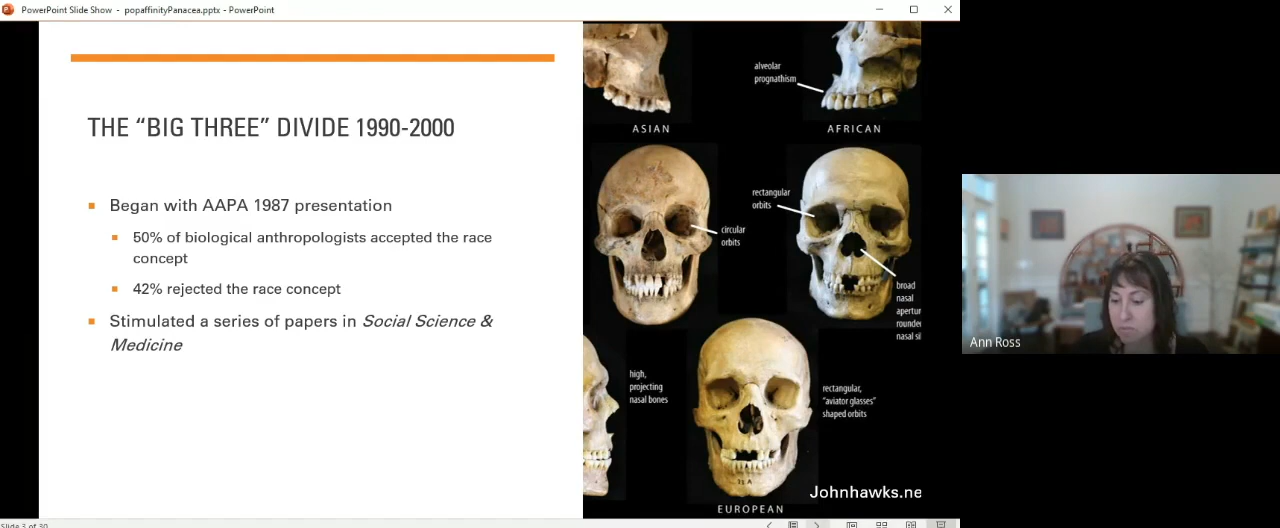 PowerPoint Slide Show - popaffinityPanacea.pptx - PowerPoint
THE “BIG THREE” DIVIDE 1990-2000
Began with AAPA 1987 presentation
50% of biological anthropologists accepted the race
concept
42% rejected the race concept
Stimulated a series of papers in Social Science &
Medicine
alveolar
prognathism
ASIAN
AFRICAN
rectangular
orbits
circular
orbits
broad
nasal
apertur
rounde
nasal si
high,
projecting
nasal bones
rectangular,
“aviator glasses”
shaped orbits
Johnhawks.ne
EUROPEAN
Ann Ross
Slide 3 of 30